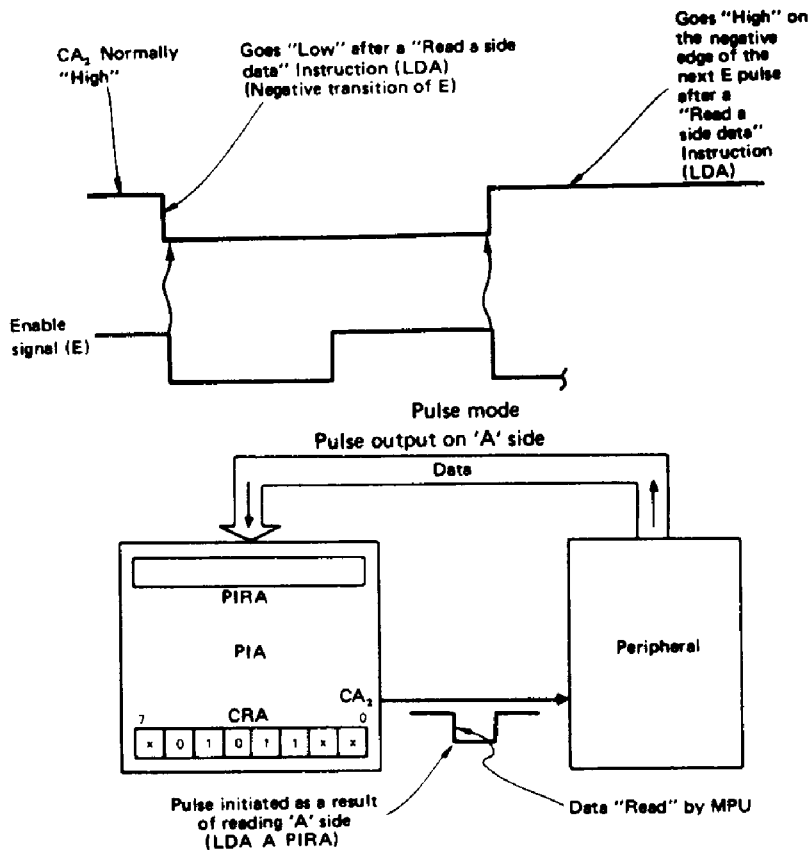 CA₂ Normally
"High"
Goes "Low" after a "Read a side
data" Instruction (LDA)
(Negative transition of E)
Goes "High" on
the negative
edge of the
next E pulse
after a
"Read a
side data"
Instruction
(LDA)
Enable
signal (E)
Pulse mode
Pulse output on 'A' side
Data
PIRA
PIA
Peripheral
CA₂
7 CRA 0
x 0 1 0 1 1 x x
Pulse initiated as a result
of reading 'A' side
(LDA A PIRA)
Data "Read" by MPU